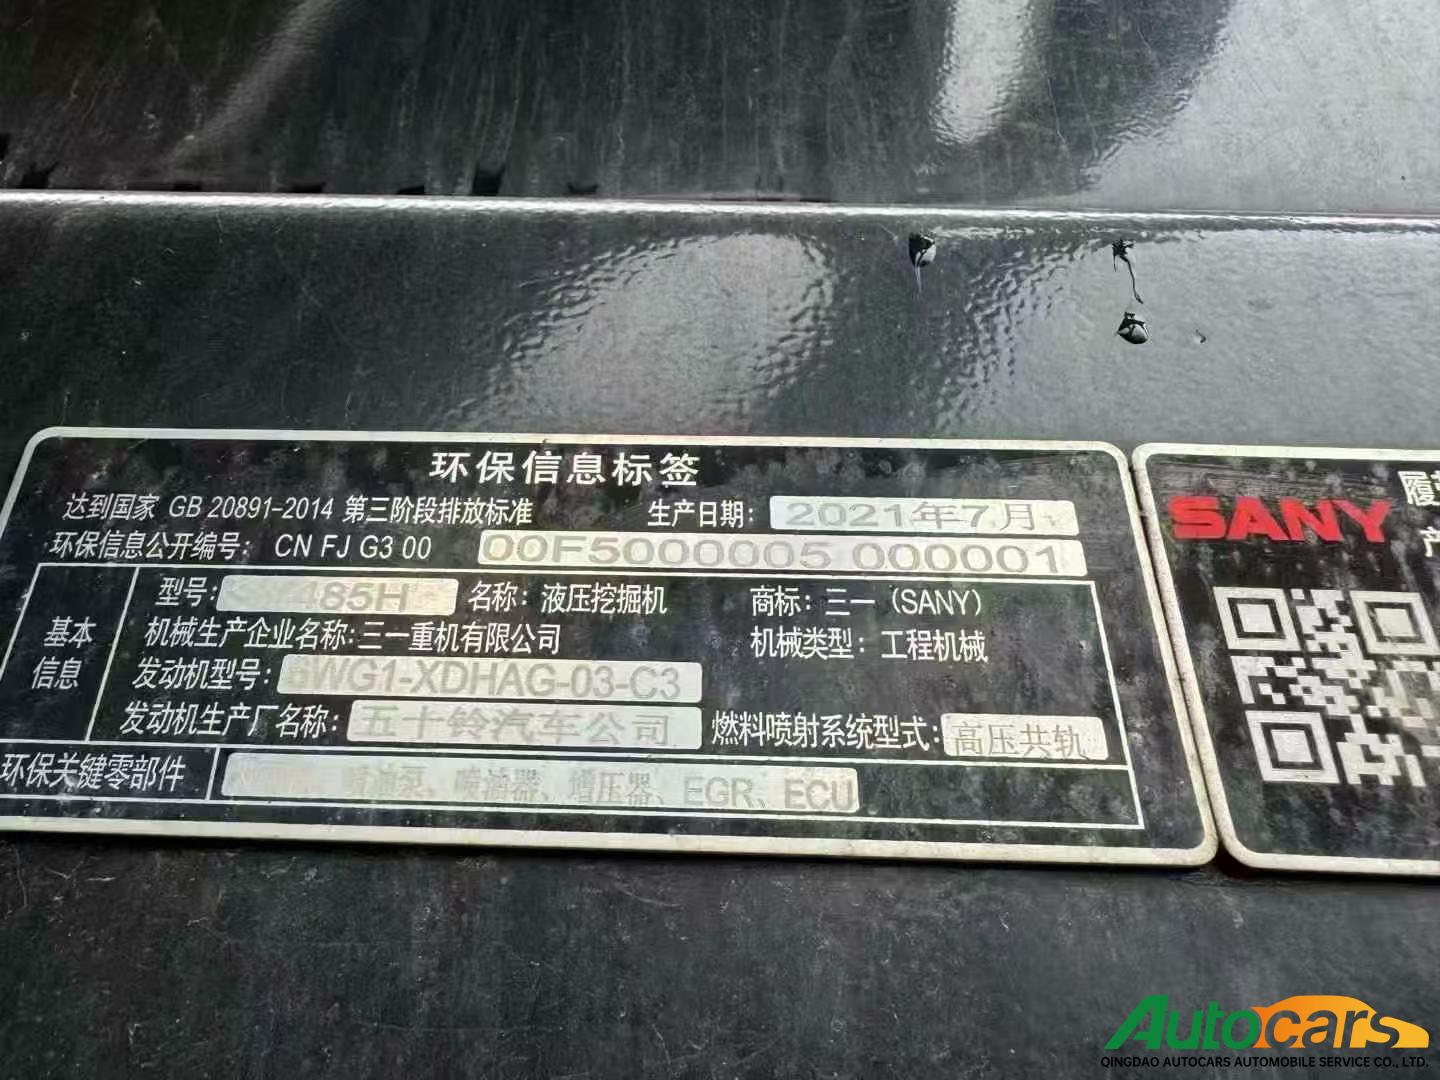 环保信息标签
达到国家 GB 20891-2014 第三阶段排放标准 生产日期: 2021年7月
环保信息公开编号: CN FJ G3 00 00F5000005 000001
基本信息
型号: 485H 名称: 液压挖掘机 商标: 三一 (SANY)
机械生产企业名称: 三一重机有限公司 机械类型: 工程机械
发动机型号: 6WG1-XDHAG-03-C3
发动机生产厂名称: 五十铃汽车公司 燃料喷射系统型式: 高压共轨
环保关键零部件 喷油泵、喷油器、增压器、EGR、ECU
SANY
履
产
Autocars
QINGDAO AUTOCARS AUTOMOBILE SERVICE CO., LTD.